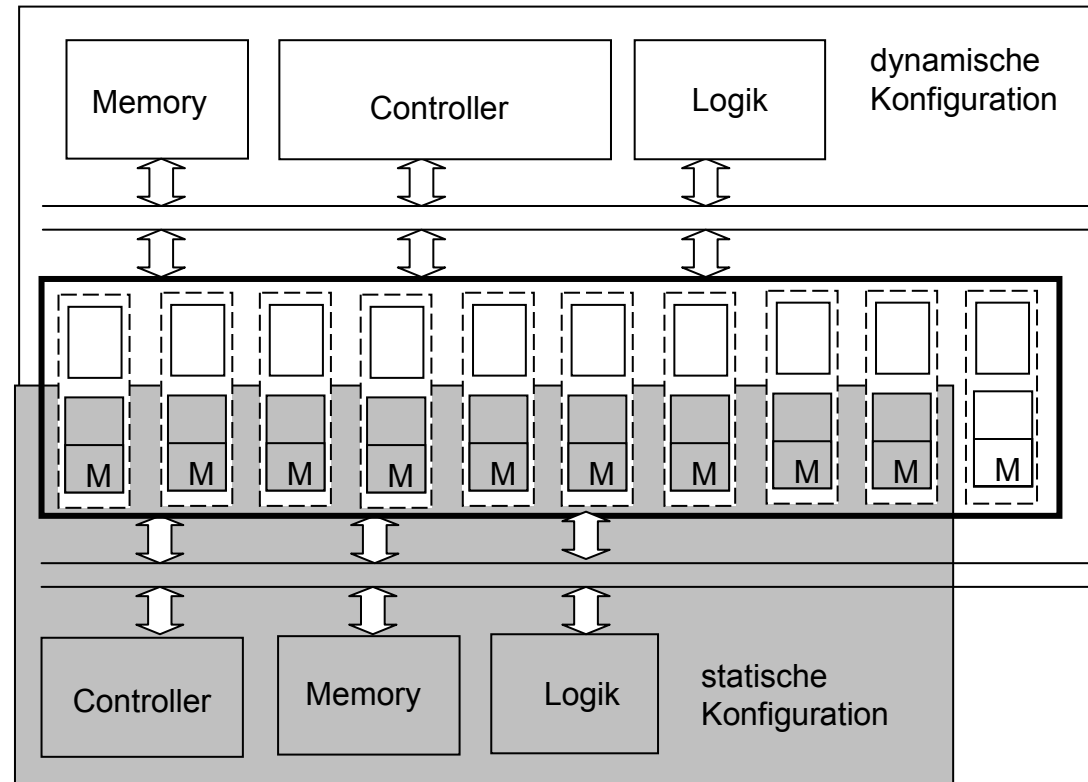 dynamische
Konfiguration
Memory
Controller
Logik
M
M
M
M
M
M
M
M
M
M
Controller
Memory
Logik
statische
Konfiguration